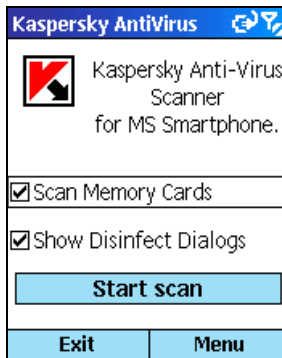 Kaspersky AntiVirus
Kaspersky Anti-Virus
Scanner
for MS Smartphone.
Scan Memory Cards
Show Disinfect Dialogs
Start scan
Exit Menu